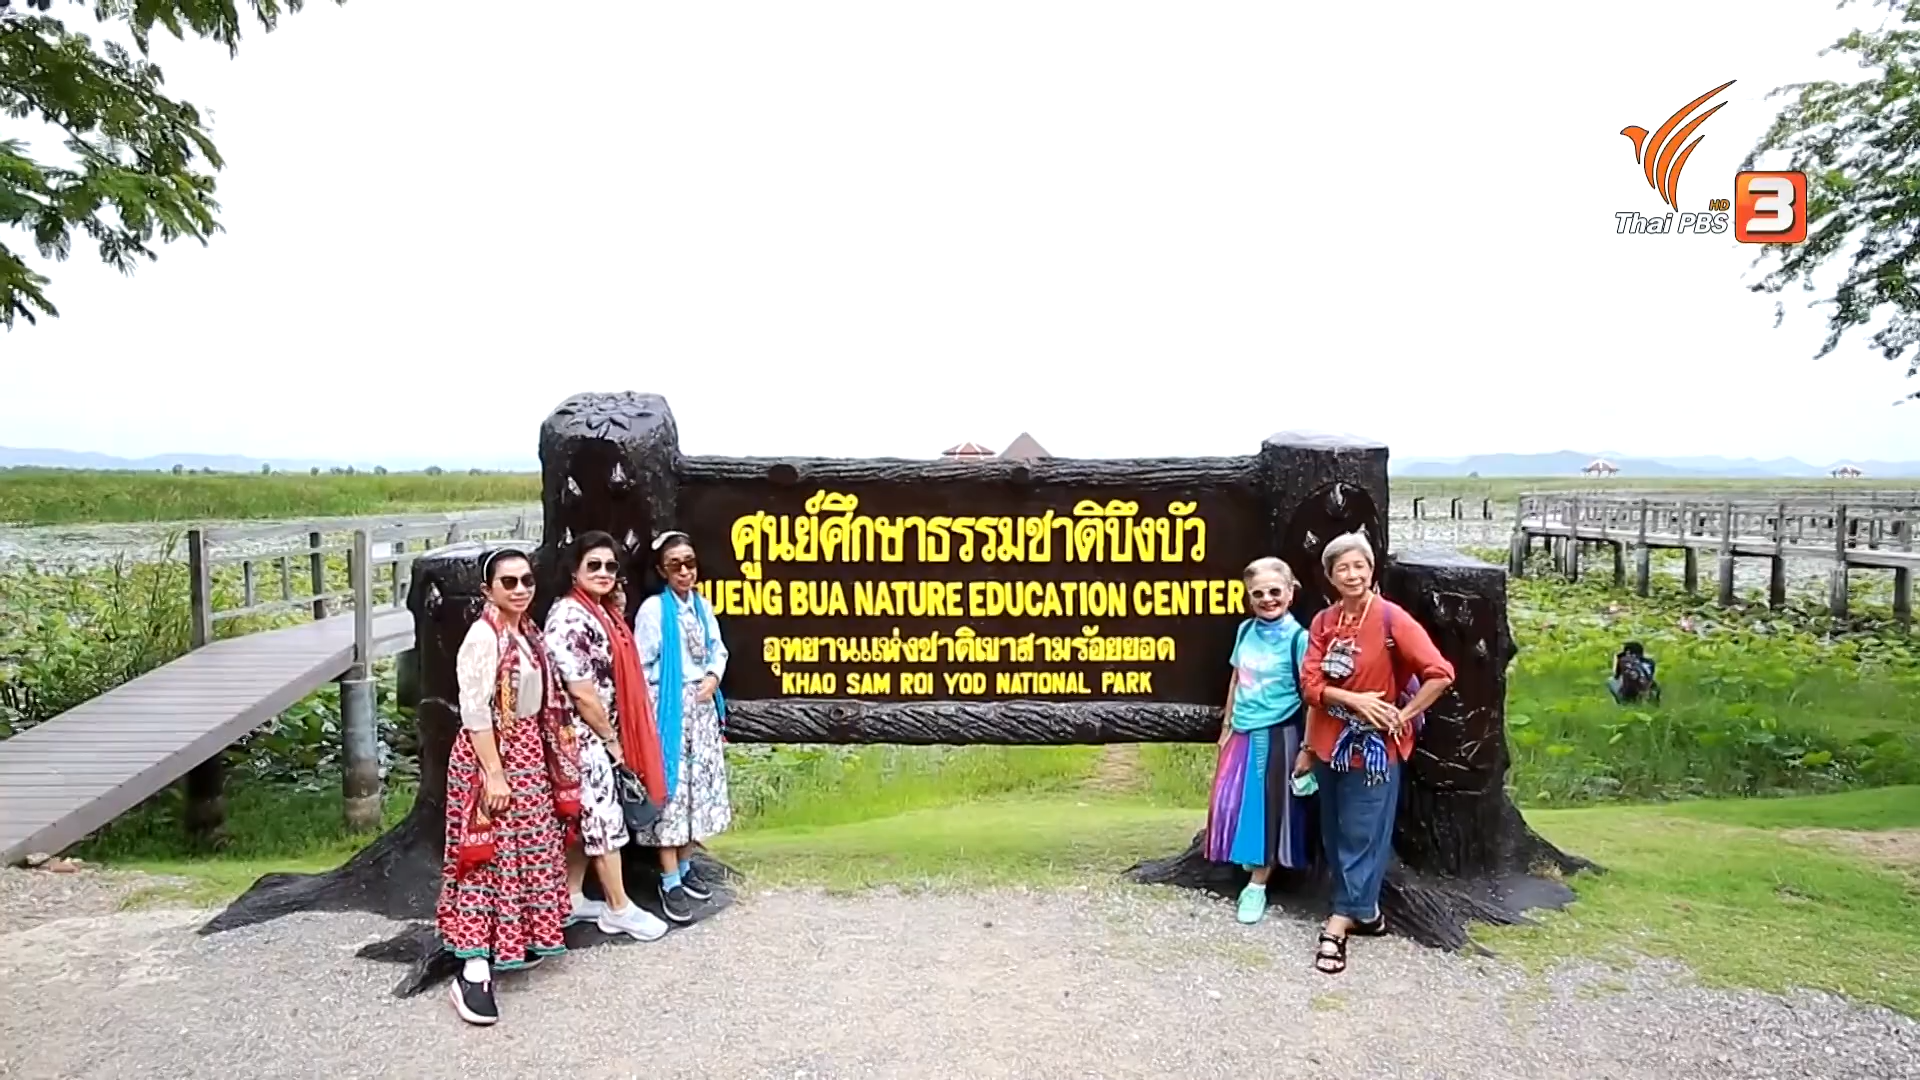 HD
Thai PBS 3
ศูนย์ศึกษาธรรมชาติบึงบัว
UENG BUA NATURE EDUCATION CENTER
อุทยานแห่งชาติเขาสามร้อยยอด
KHAO SAM ROI YOD NATIONAL PARK